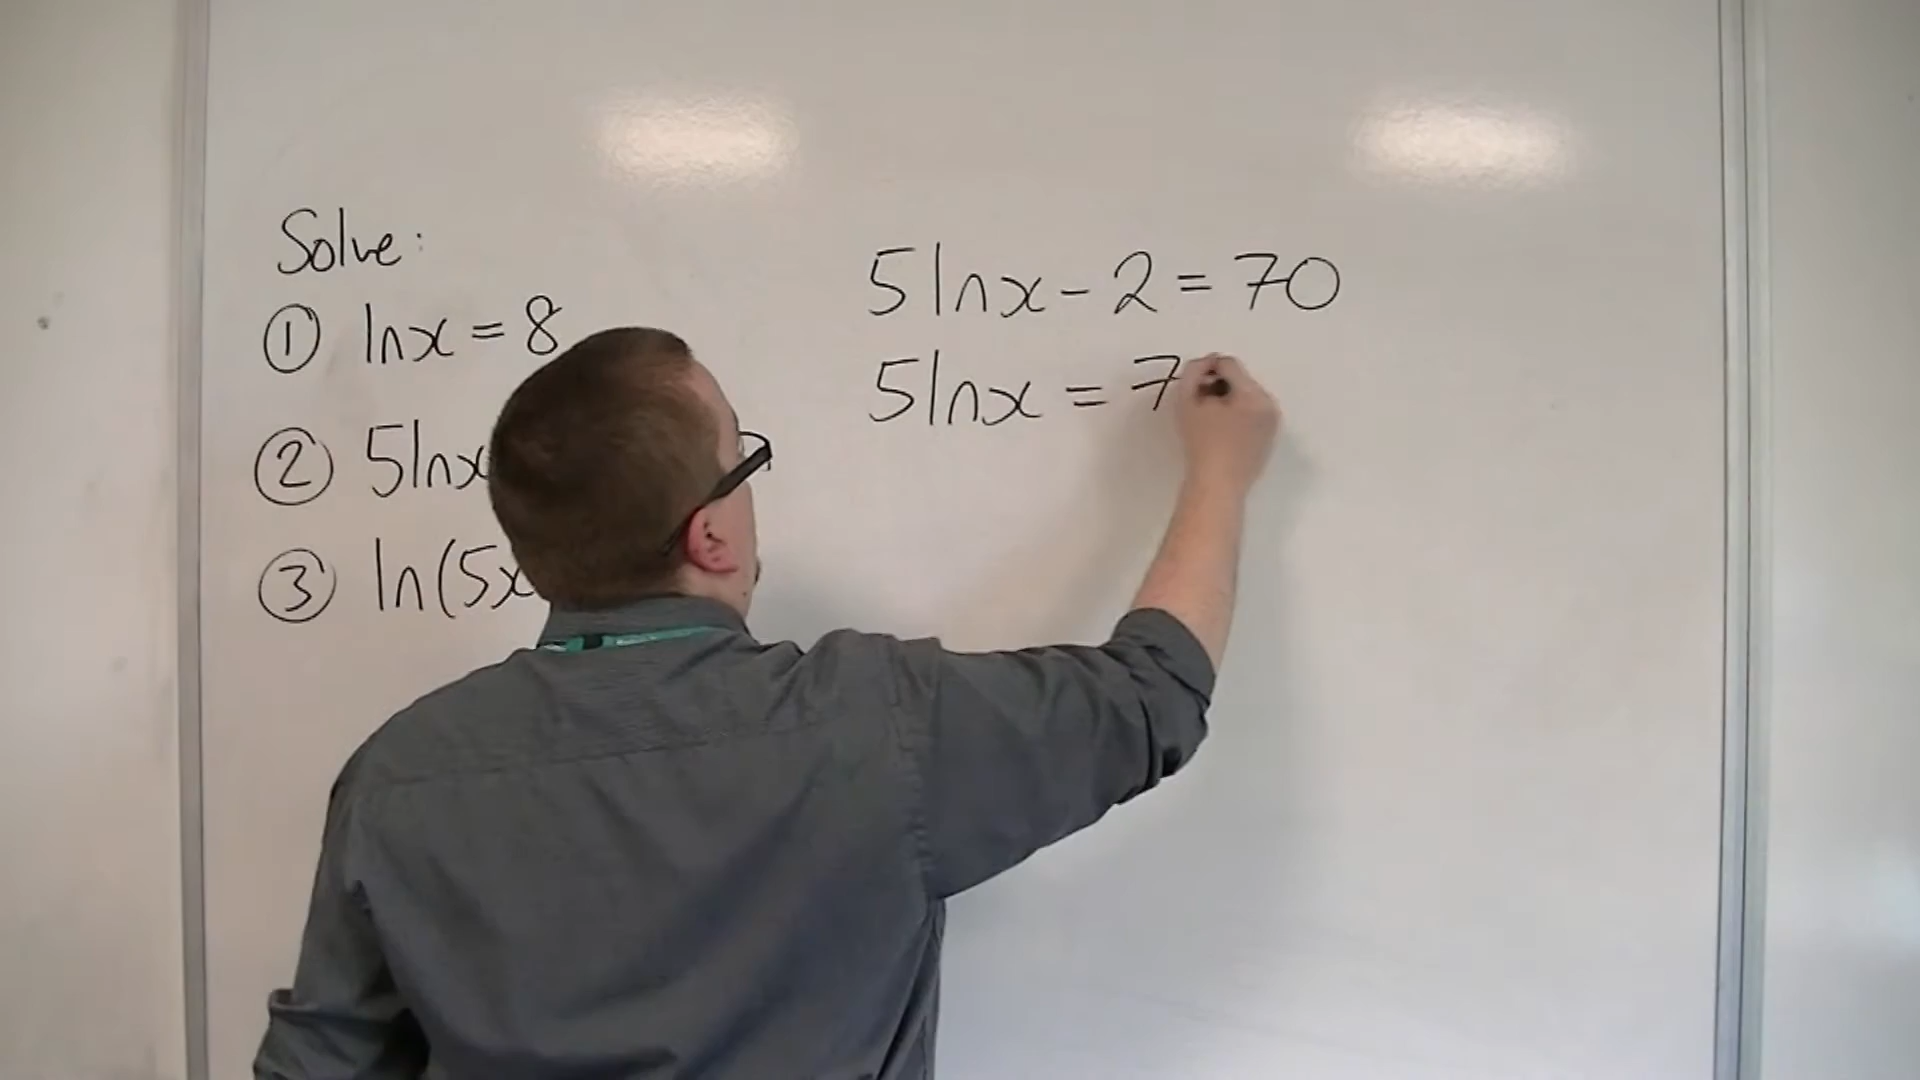 Solve:
① lnx = 8
② 5lnx
③ ln(5x
5lnx - 2 = 70
5lnx = 7